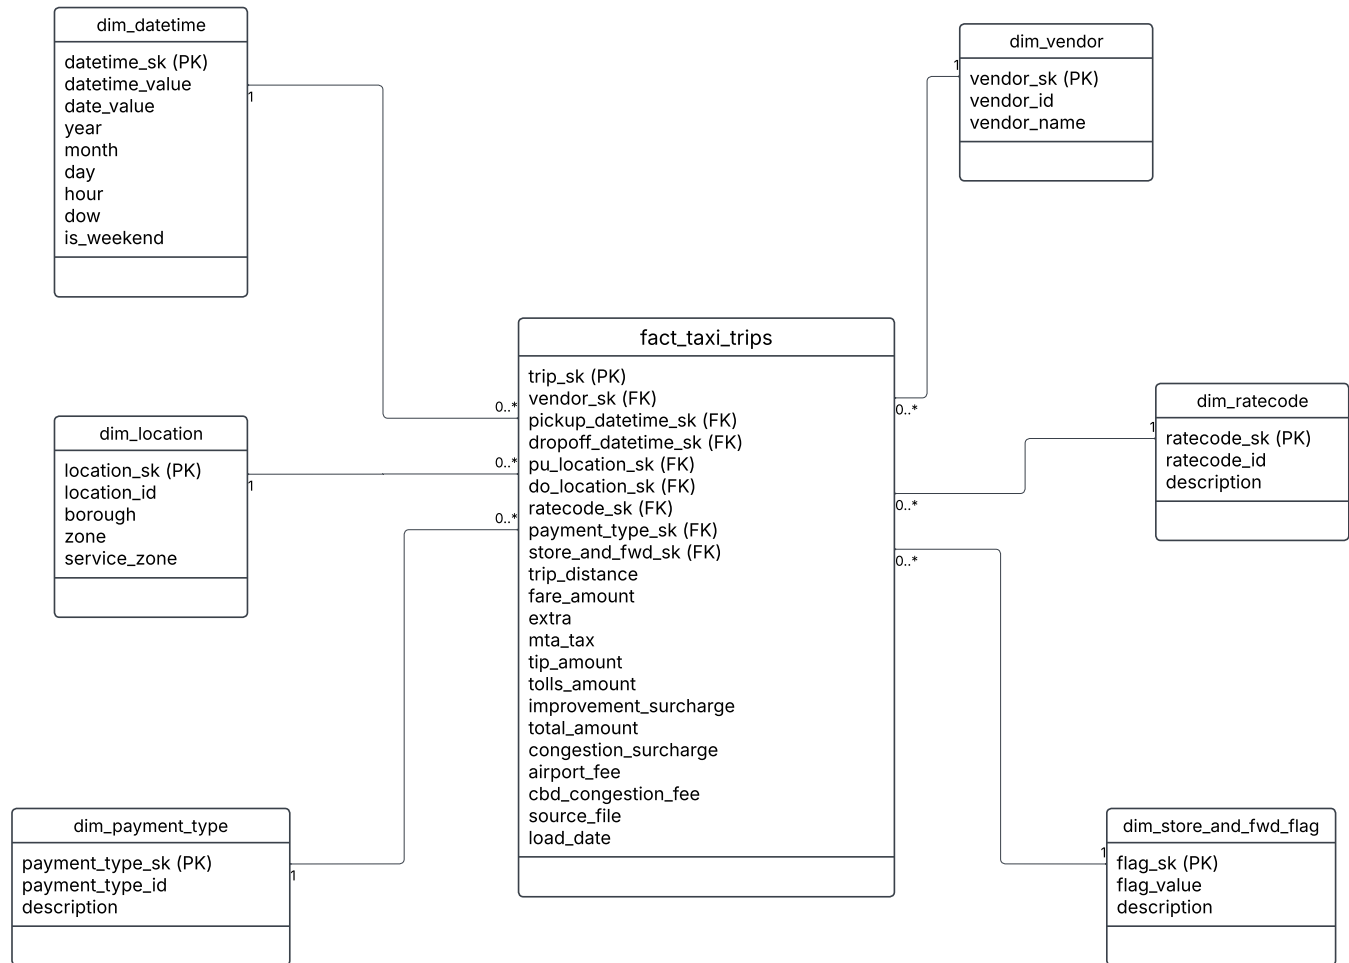 dim_datetime
datetime_sk (PK)
datetime_value
date_value
year
month
day
hour
dow
is_weekend
1
dim_vendor
1
vendor_sk (PK)
vendor_id
vendor_name
fact_taxi_trips
trip_sk (PK)
vendor_sk (FK)
pickup_datetime_sk (FK)
dropoff_datetime_sk (FK)
pu_location_sk (FK)
do_location_sk (FK)
ratecode_sk (FK)
payment_type_sk (FK)
store_and_fwd_sk (FK)
trip_distance
fare_amount
extra
mta_tax
tip_amount
tolls_amount
improvement_surcharge
total_amount
congestion_surcharge
airport_fee
cbd_congestion_fee
source_file
load_date
0..*
0..*
0..*
0..*
0..*
0..*
dim_location
location_sk (PK)
location_id
borough
zone
service_zone
1
dim_ratecode
1
ratecode_sk (PK)
ratecode_id
description
dim_payment_type
payment_type_sk (PK)
payment_type_id
description
1
dim_store_and_fwd_flag
1
flag_sk (PK)
flag_value
description